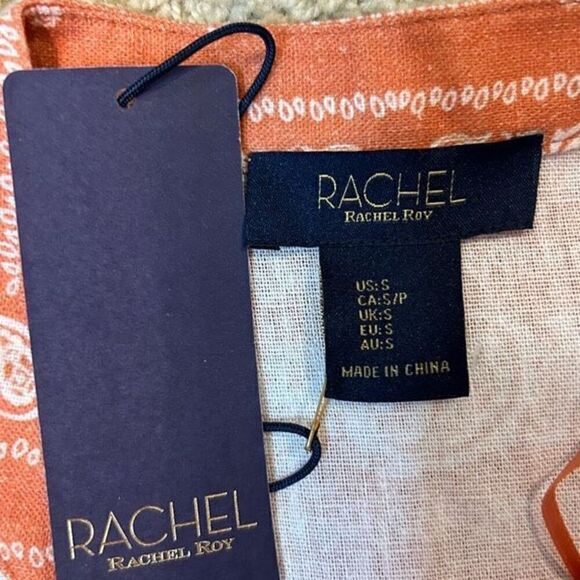 RACHEL
RACHEL ROY
US: S
CA: S/P
UK: S
EU: S
AU: S
MADE IN CHINA
RACHEL
RACHEL ROY